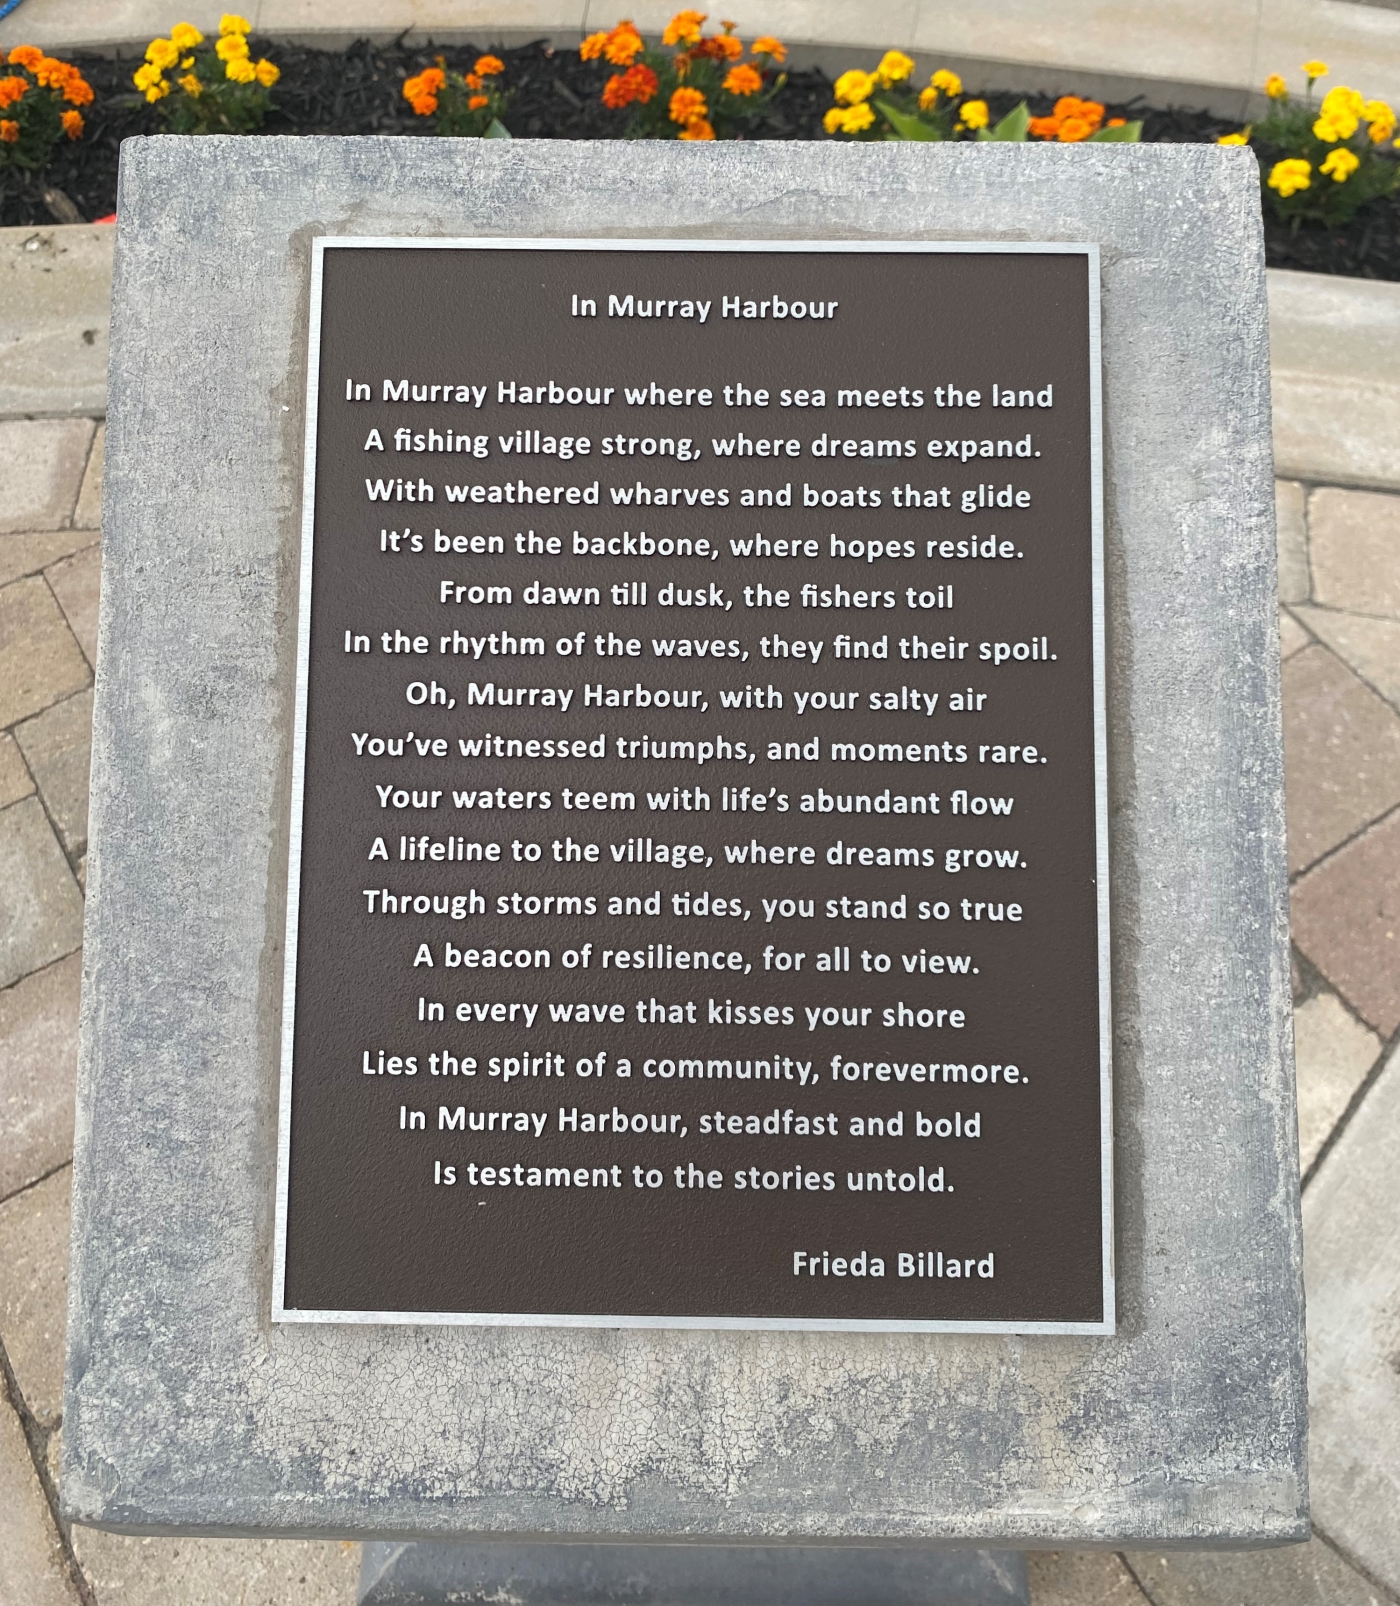 In Murray Harbour
In Murray Harbour where the sea meets the land
A fishing village strong, where dreams expand.
With weathered wharves and boats that glide
It’s been the backbone, where hopes reside.
From dawn till dusk, the fishers toil
In the rhythm of the waves, they find their spoil.
Oh, Murray Harbour, with your salty air
You’ve witnessed triumphs, and moments rare.
Your waters teem with life’s abundant flow
A lifeline to the village, where dreams grow.
Through storms and tides, you stand so true
A beacon of resilience, for all to view.
In every wave that kisses your shore
Lies the spirit of a community, forevermore.
In Murray Harbour, steadfast and bold
Is testament to the stories untold.
Frieda Billard